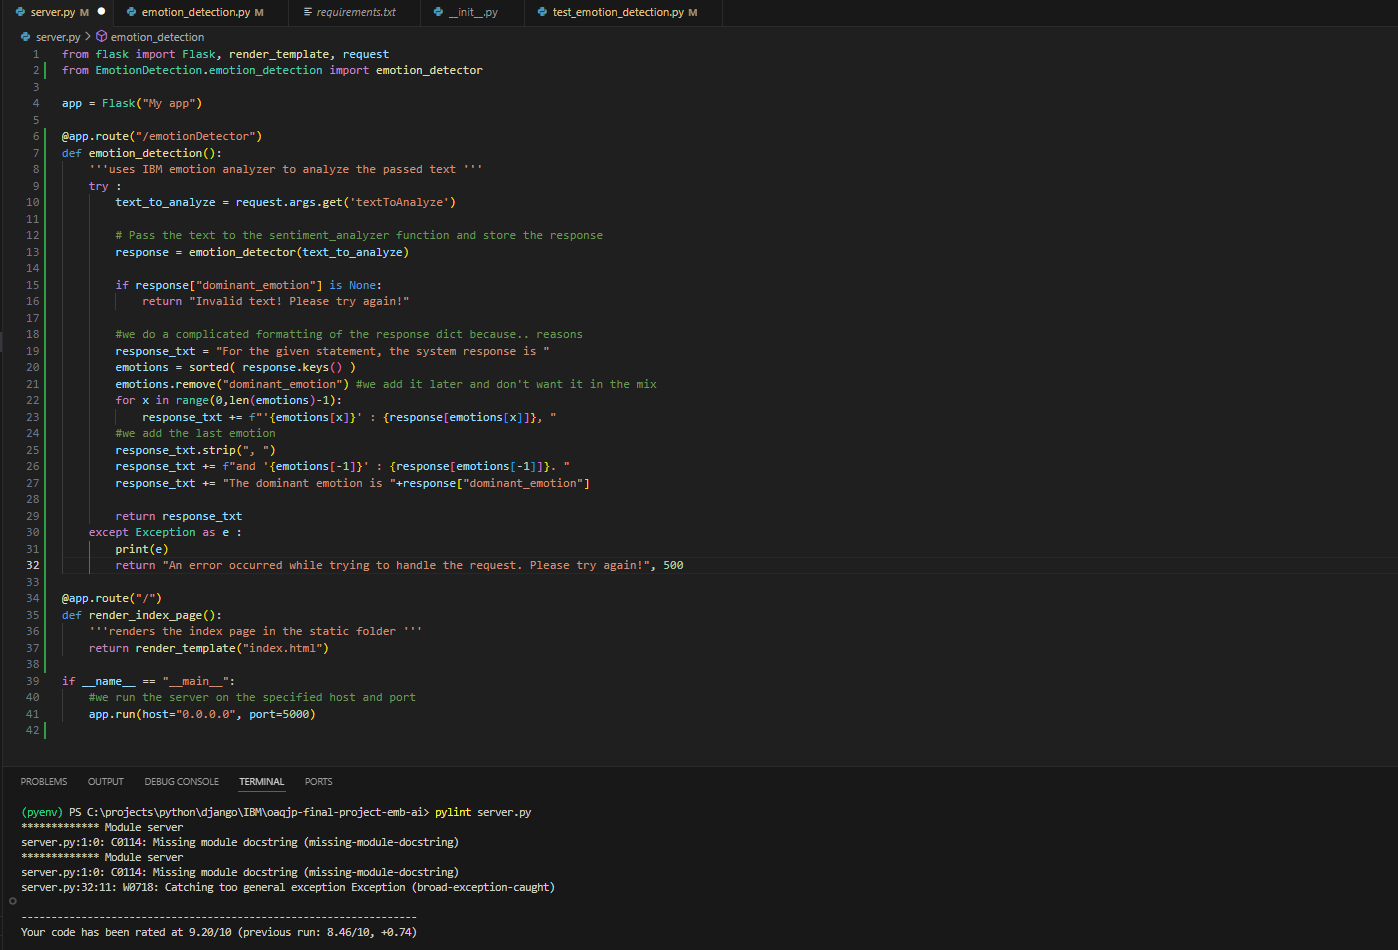 server.py M
emotion_detection.py M
requirements.txt
__init__.py
test_emotion_detection.py M
server.py > emotion_detection
1 from flask import Flask, render_template, request
2 from EmotionDetection.emotion_detection import emotion_detector
3
4 app = Flask("My app")
5
6 @app.route("/emotionDetector")
7 def emotion_detection():
8     '''uses IBM emotion analyzer to analyze the passed text '''
9     try :
10         text_to_analyze = request.args.get('textToAnalyze')
11
12         # Pass the text to the sentiment_analyzer function and store the response
13         response = emotion_detector(text_to_analyze)
14
15         if response["dominant_emotion"] is None:
16             return "Invalid text! Please try again!"
17
18         #we do a complicated formatting of the response dict because.. reasons
19         response_txt = "For the given statement, the system response is "
20         emotions = sorted( response.keys() )
21         emotions.remove("dominant_emotion") #we add it later and don't want it in the mix
22         for x in range(0,len(emotions)-1):
23             response_txt += f"'{emotions[x]}' : {response[emotions[x]]}, "
24         #we add the last emotion
25         response_txt.strip(", ")
26         response_txt += f"and '{emotions[-1]}' : {response[emotions[-1]]}. "
27         response_txt += "The dominant emotion is "+response["dominant_emotion"]
28
29         return response_txt
30     except Exception as e :
31         print(e)
32         return "An error occurred while trying to handle the request. Please try again!", 500
33
34 @app.route("/")
35 def render_index_page():
36     '''renders the index page in the static folder '''
37     return render_template("index.html")
38
39 if __name__ == "__main__":
40     #we run the server on the specified host and port
41     app.run(host="0.0.0.0", port=5000)
42
PROBLEMS OUTPUT DEBUG CONSOLE TERMINAL PORTS
(pyenv) PS C:\projects\python\django\IBM\oaqjp-final-project-emb-ai> pylint server.py
************* Module server
server.py:1:0: C0114: Missing module docstring (missing-module-docstring)
************* Module server
server.py:1:0: C0114: Missing module docstring (missing-module-docstring)
server.py:32:11: W0718: Catching too general exception Exception (broad-exception-caught)
------------------------------------------------------------------
Your code has been rated at 9.20/10 (previous run: 8.46/10, +0.74)